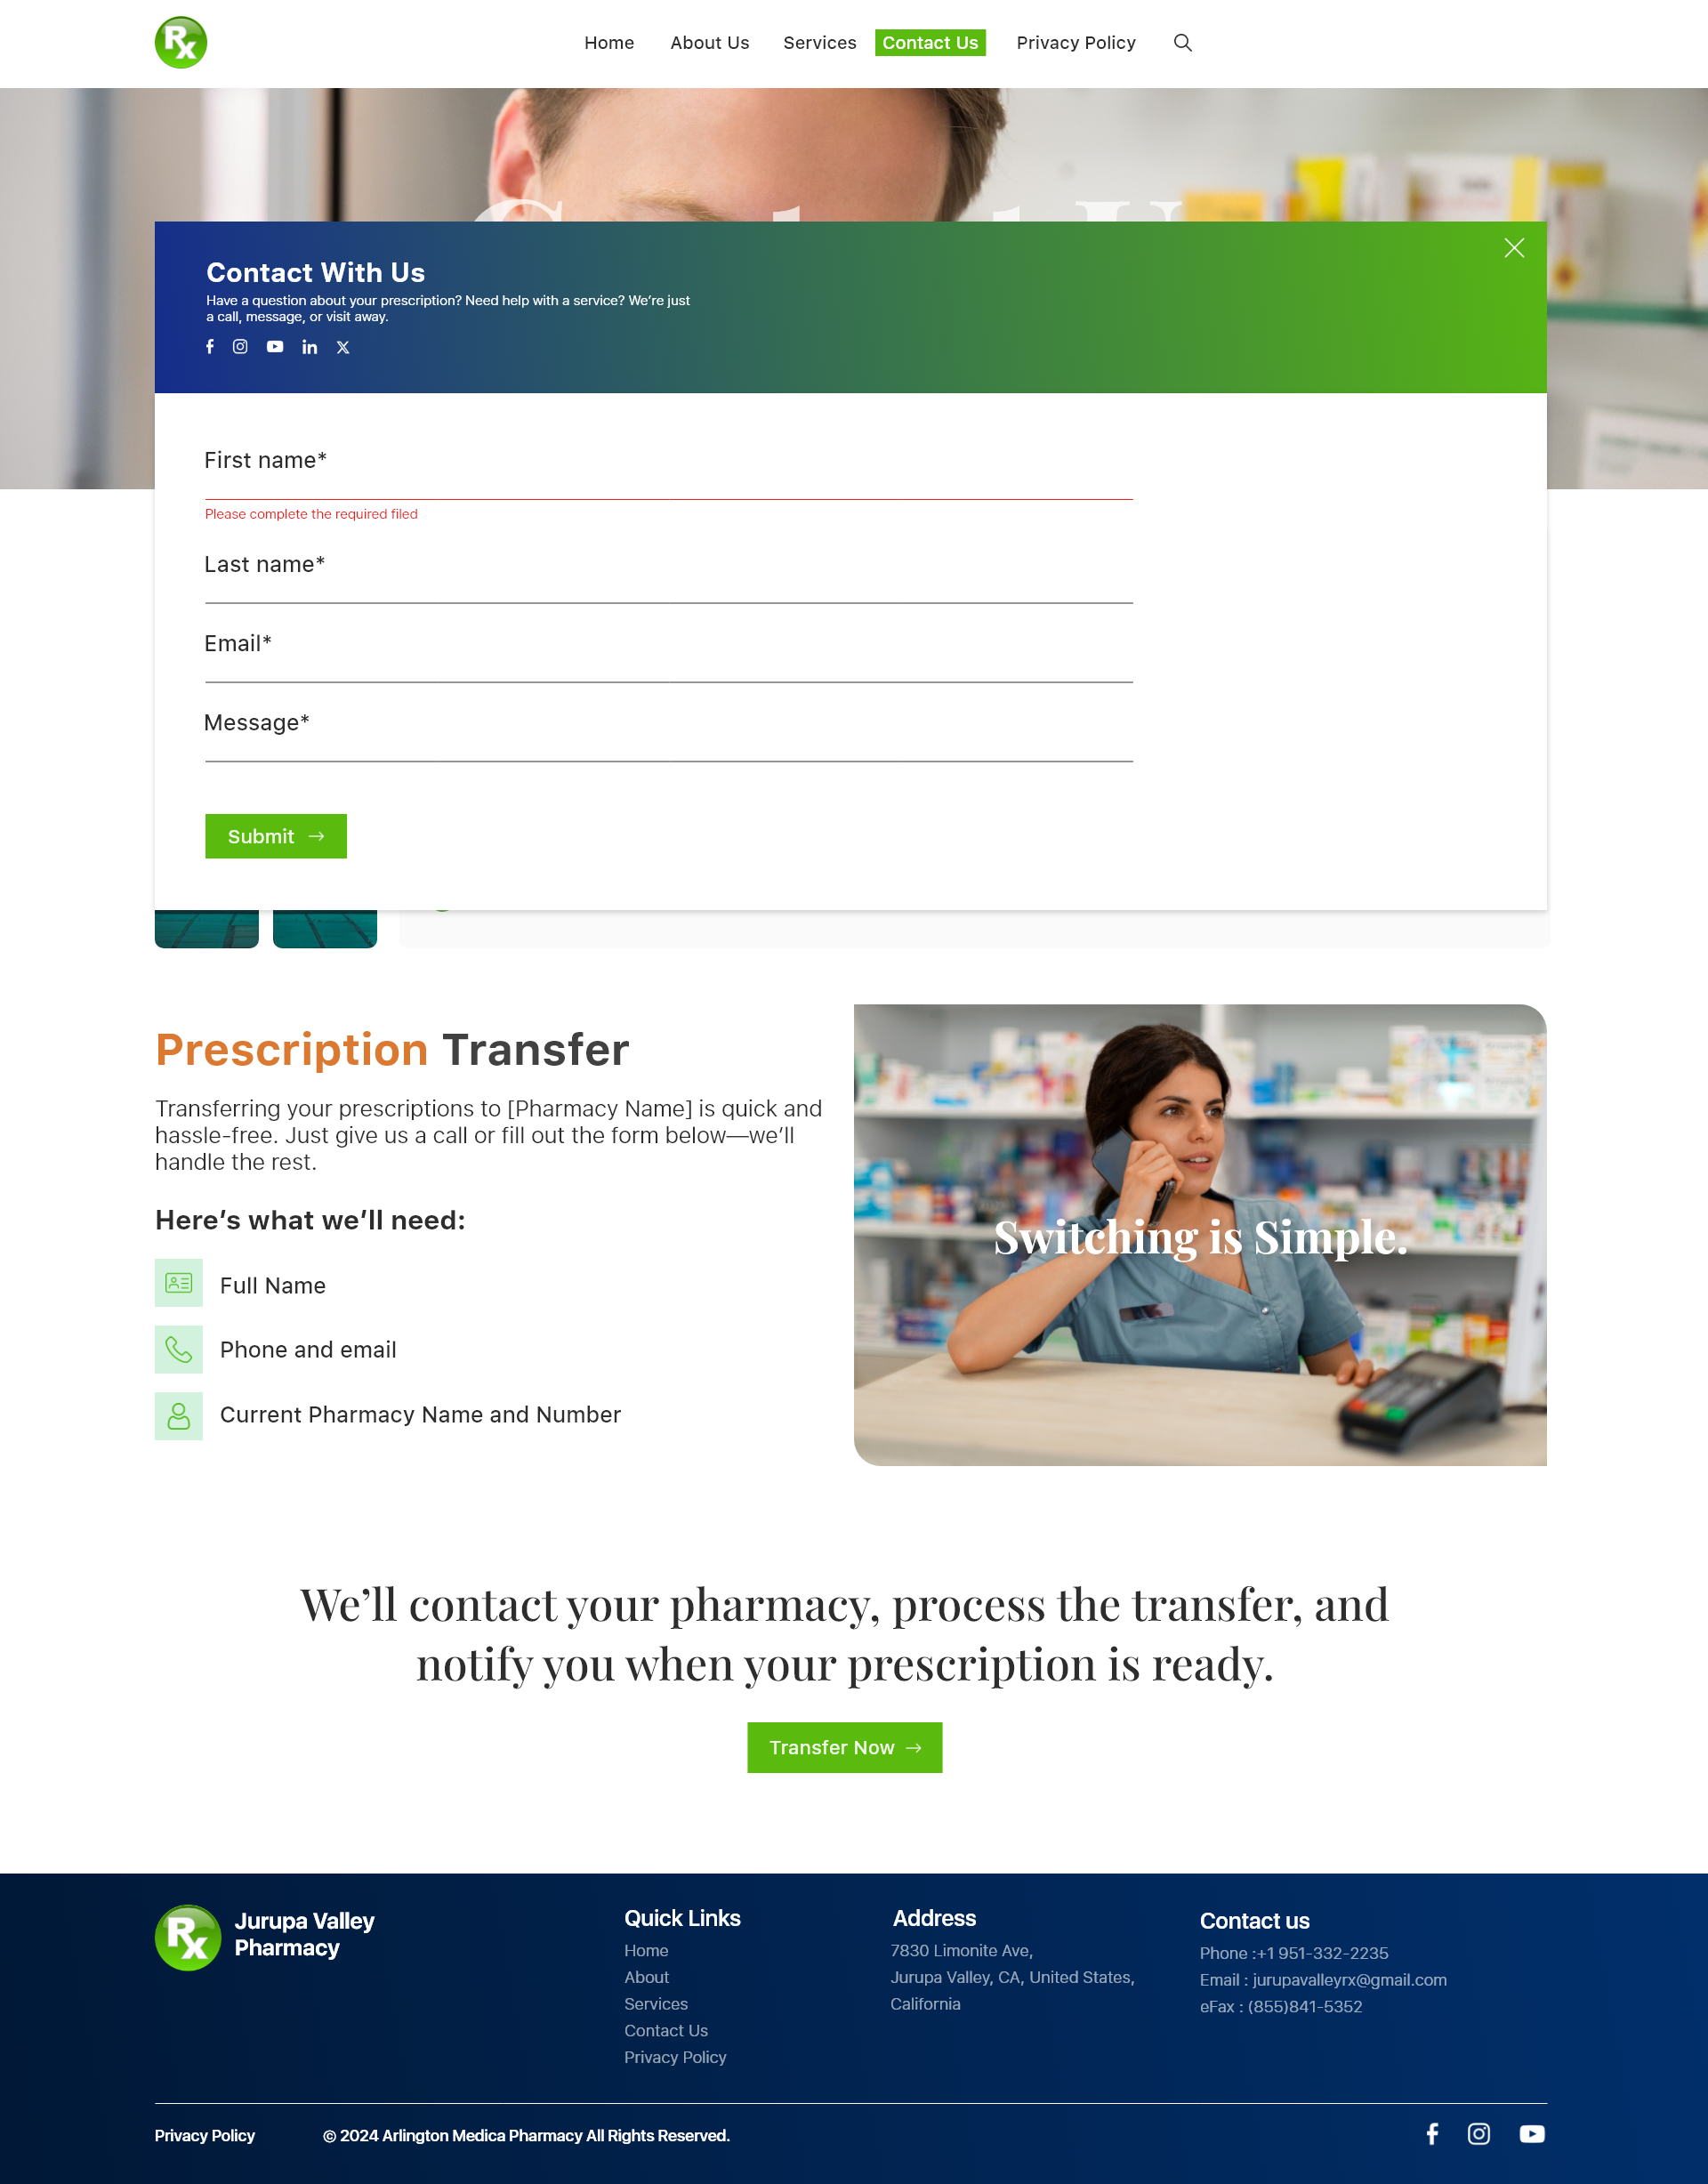 Rx
Home About Us Services Contact Us Privacy Policy
Contact With Us
Have a question about your prescription? Need help with a service? We’re just
a call, message, or visit away.
First name*
Please complete the required filed
Last name*
Email*
Message*
Submit →
Prescription Transfer
Transferring your prescriptions to [Pharmacy Name] is quick and
hassle-free. Just give us a call or fill out the form below—we’ll
handle the rest.
Here’s what we’ll need:
Full Name
Phone and email
Current Pharmacy Name and Number
Switching is Simple.
We’ll contact your pharmacy, process the transfer, and
notify you when your prescription is ready.
Transfer Now →
Rx
Jurupa Valley
Pharmacy
Quick Links
Home
About
Services
Contact Us
Privacy Policy
Address
7830 Limonite Ave,
Jurupa Valley, CA, United States,
California
Contact us
Phone :+1 951-332-2235
Email : jurupavalleyrx@gmail.com
eFax : (855)841-5352
Privacy Policy
© 2024 Arlington Medica Pharmacy All Rights Reserved.